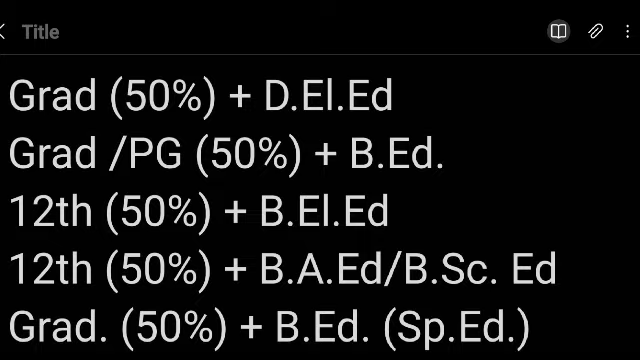 Title
Grad (50%) + D.El.Ed
Grad /PG (50%) + B.Ed.
12th (50%) + B.El.Ed
12th (50%) + B.A.Ed/B.Sc. Ed
Grad. (50%) + B.Ed. (Sp.Ed.)